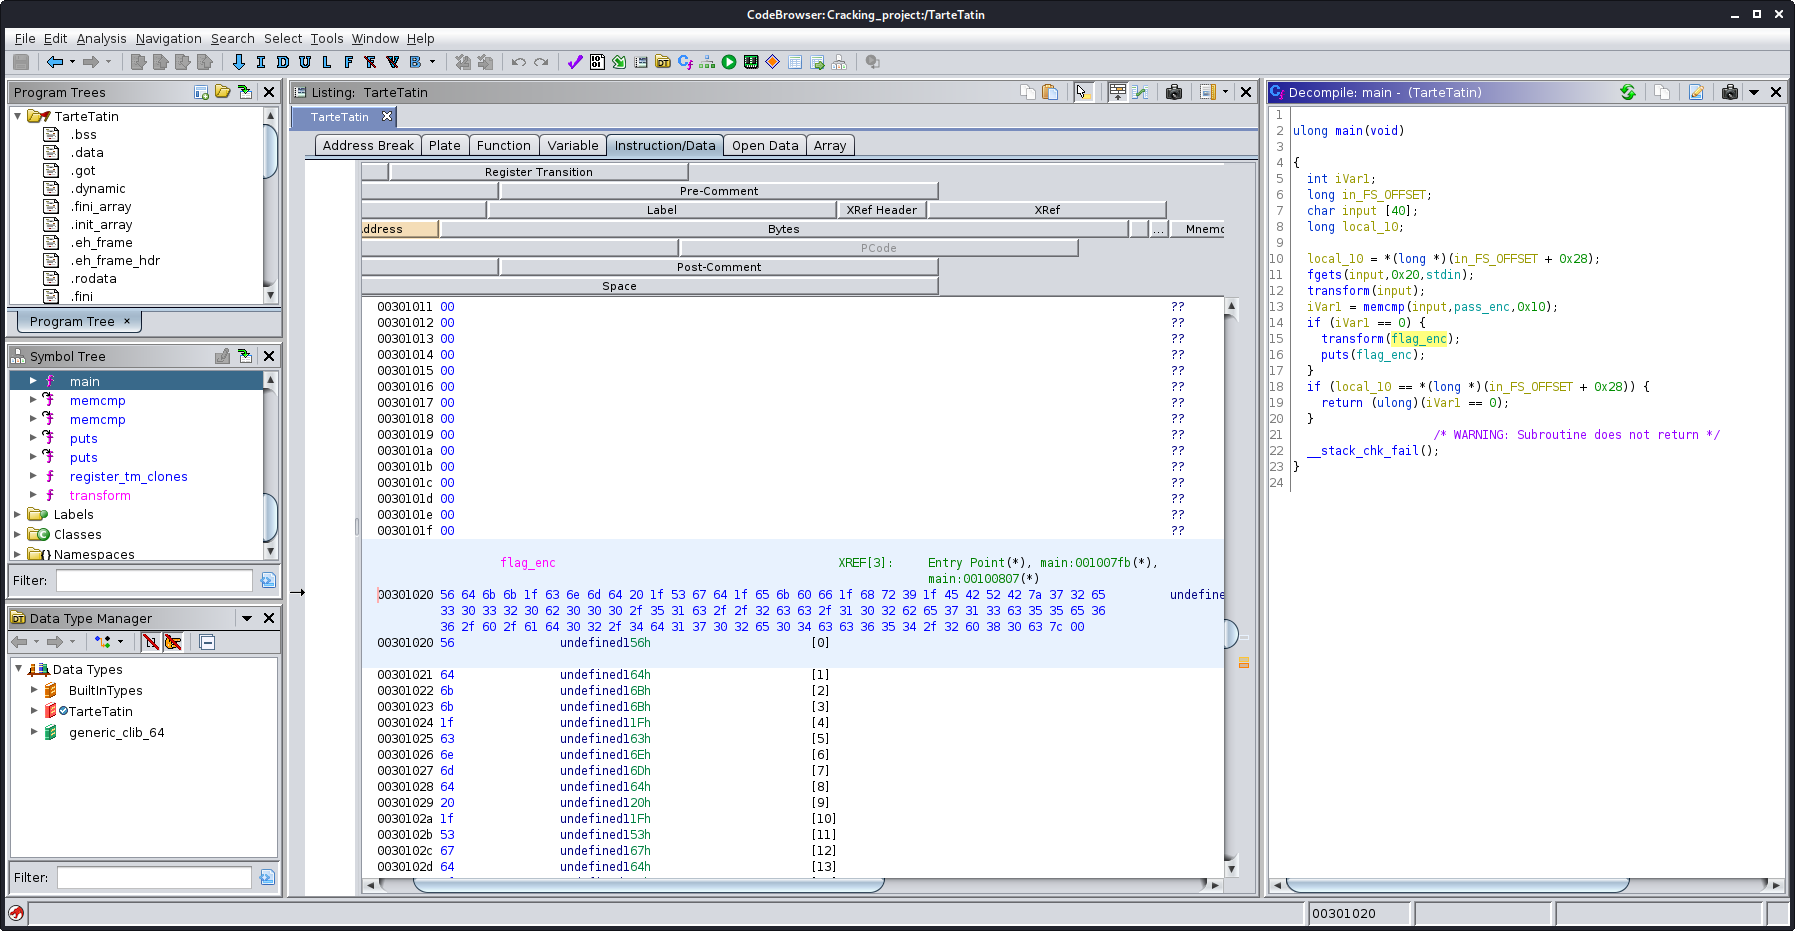 CodeBrowser: Cracking_project:/TarteTatin
File Edit Analysis Navigation Search Select Tools Window Help
I D U L F B
Program Trees
TarteTatin
.bss
.data
.got
.dynamic
.fini_array
.init_array
.eh_frame
.eh_frame_hdr
.rodata
.fini
Program Tree ×
Symbol Tree
main
memcmp
memcmp
puts
puts
register_tm_clones
transform
Labels
Classes
Namespaces
Filter:
Data Type Manager
Data Types
BuiltInTypes
TarteTatin
generic_clib_64
Filter:
Listing: TarteTatin
TarteTatin
Address Break Plate Function Variable Instruction/Data Open Data Array
Register Transition
Pre-Comment
Label XRef Header XRef
ddress Bytes ... Mnemo
PCode
Post-Comment
Space
00301011 00 ??
00301012 00 ??
00301013 00 ??
00301014 00 ??
00301015 00 ??
00301016 00 ??
00301017 00 ??
00301018 00 ??
00301019 00 ??
0030101a 00 ??
0030101b 00 ??
0030101c 00 ??
0030101d 00 ??
0030101e 00 ??
0030101f 00 ??
flag_enc XREF[3]: Entry Point(*), main:001007fb(*),
main:00100807(*)
00301020 56 64 6b 6b 1f 63 6e 6d 64 20 1f 53 67 64 1f 65 6b 60 66 1f 68 72 39 1f 45 42 52 42 7a 37 32 65 undefine
33 30 33 32 30 62 30 30 30 2f 35 31 63 2f 2f 32 63 63 2f 31 30 32 62 65 37 31 33 63 35 35 65 36
36 2f 60 2f 61 64 30 32 2f 34 64 31 37 30 32 65 30 34 63 63 36 35 34 2f 32 60 38 30 63 7c 00
00301020 56 undefined156h [0]
00301021 64 undefined164h [1]
00301022 6b undefined16Bh [2]
00301023 6b undefined16Bh [3]
00301024 1f undefined11Fh [4]
00301025 63 undefined163h [5]
00301026 6e undefined16Eh [6]
00301027 6d undefined16Dh [7]
00301028 64 undefined164h [8]
00301029 20 undefined120h [9]
0030102a 1f undefined11Fh [10]
0030102b 53 undefined153h [11]
0030102c 67 undefined167h [12]
0030102d 64 undefined164h [13]
Decompile: main - (TarteTatin)
1
2 ulong main(void)
3
4 {
5 int iVar1;
6 long in_FS_OFFSET;
7 char input [40];
8 long local_10;
9
10 local_10 = *(long *)(in_FS_OFFSET + 0x28);
11 fgets(input,0x20,stdin);
12 transform(input);
13 iVar1 = memcmp(input,pass_enc,0x10);
14 if (iVar1 == 0) {
15 transform(flag_enc);
16 puts(flag_enc);
17 }
18 if (local_10 == *(long *)(in_FS_OFFSET + 0x28)) {
19 return (ulong)(iVar1 == 0);
20 }
21 /* WARNING: Subroutine does not return */
22 __stack_chk_fail();
23 }
24
00301020